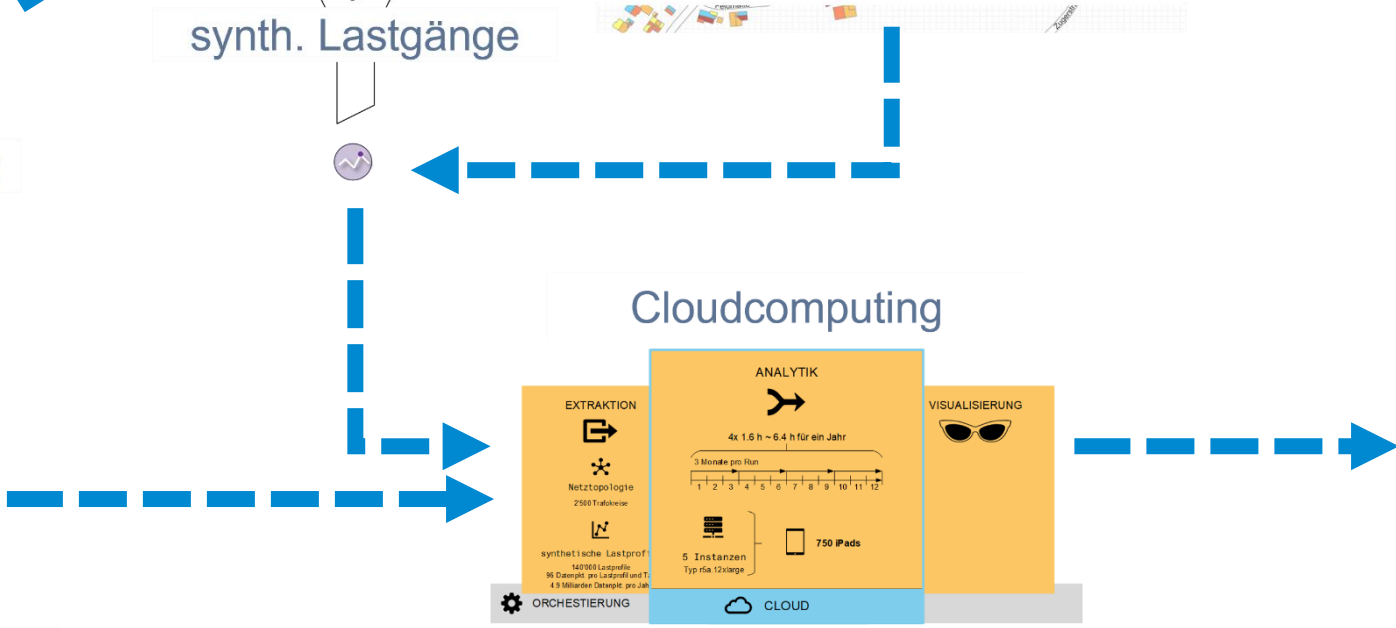 synth. Lastgänge
Cloudcomputing
EXTRAKTION
Netztopologie
2'500 Trafokreise
synthetische Lastprofi
140'000 Lastprofile
96 Datenpkt. pro Lastprofil und Ta
4.9 Milliarden Datenpkt. pro Jah
ANALYTIK
4x 1.6 h ~ 6.4 h für ein Jahr
3 Monate pro Run
1 2 3 4 5 6 7 8 9 10 11 12
5 Instanzen
Typ r5a.12xlarge
750 iPads
VISUALISIERUNG
ORCHESTIERUNG
CLOUD